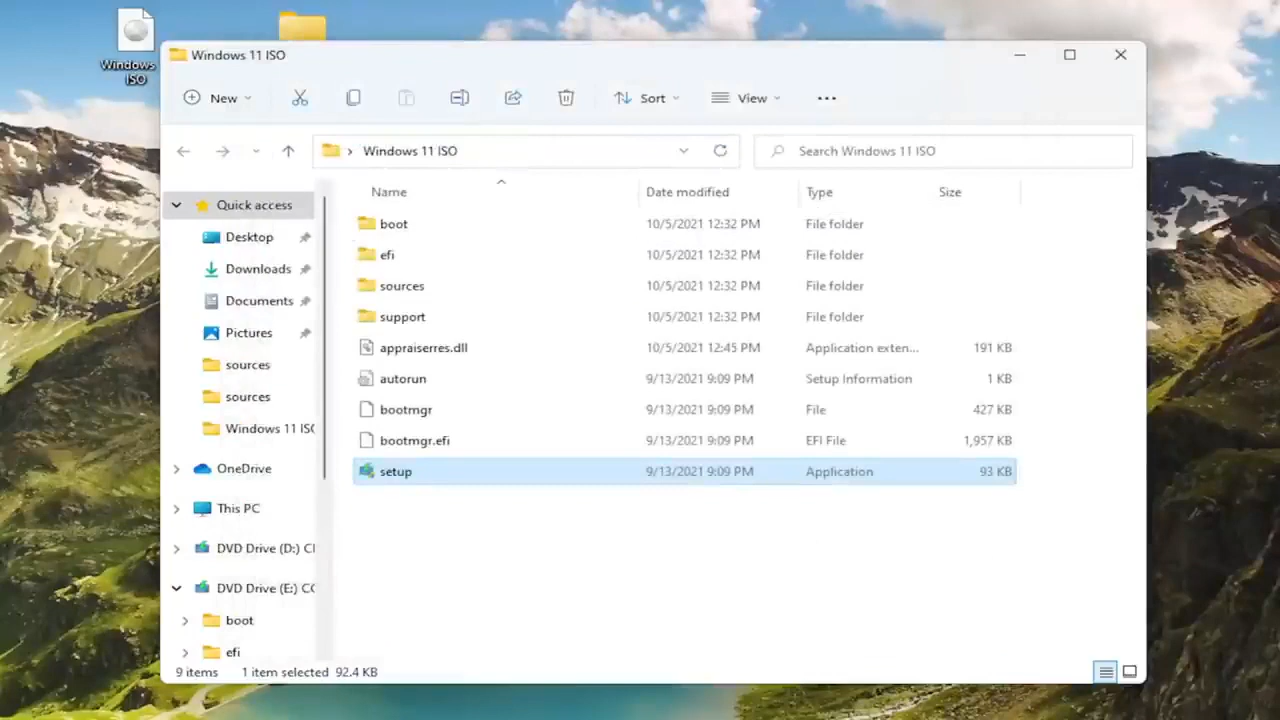 Windows
ISO
Windows 11 ISO
New
Sort
View
Windows 11 ISO
Search Windows 11 ISO
Name
Date modified
Type
Size
Quick access
Desktop
Downloads
Documents
Pictures
sources
sources
Windows 11 ISO
OneDrive
This PC
DVD Drive (D:) C
DVD Drive (E:) CC
boot
efi
boot 10/5/2021 12:32 PM File folder
efi 10/5/2021 12:32 PM File folder
sources 10/5/2021 12:32 PM File folder
support 10/5/2021 12:32 PM File folder
appraiserres.dll 10/5/2021 12:45 PM Application exten... 191 KB
autorun 9/13/2021 9:09 PM Setup Information 1 KB
bootmgr 9/13/2021 9:09 PM File 427 KB
bootmgr.efi 9/13/2021 9:09 PM EFI File 1,957 KB
setup 9/13/2021 9:09 PM Application 93 KB
9 items 1 item selected 92.4 KB